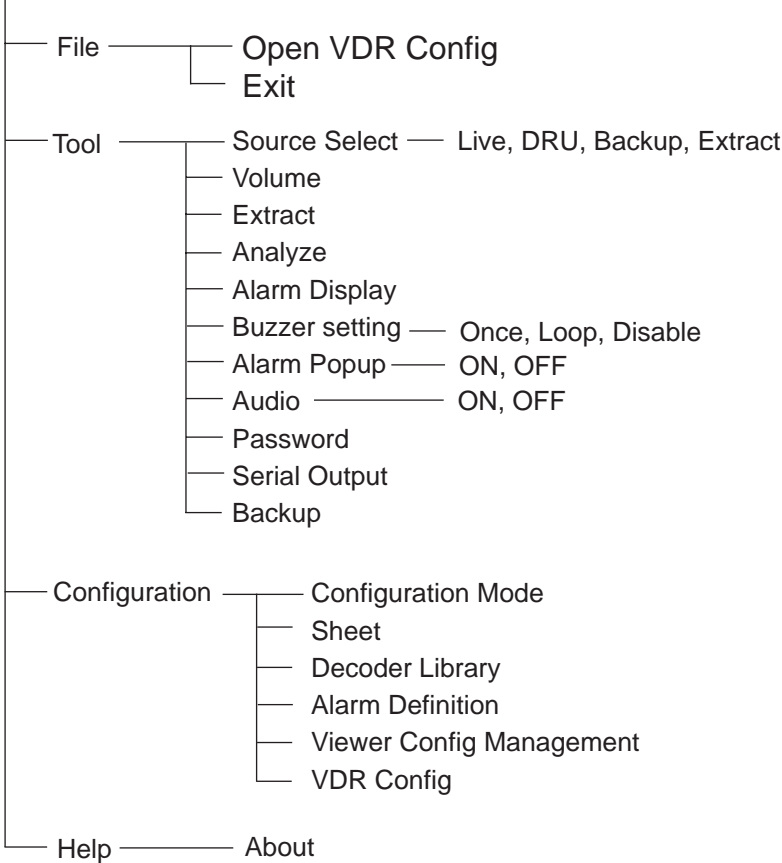 File Open VDR Config
Exit
Tool Source Select Live, DRU, Backup, Extract
Volume
Extract
Analyze
Alarm Display
Buzzer setting Once, Loop, Disable
Alarm Popup ON, OFF
Audio ON, OFF
Password
Serial Output
Backup
Configuration Configuration Mode
Sheet
Decoder Library
Alarm Definition
Viewer Config Management
VDR Config
Help About